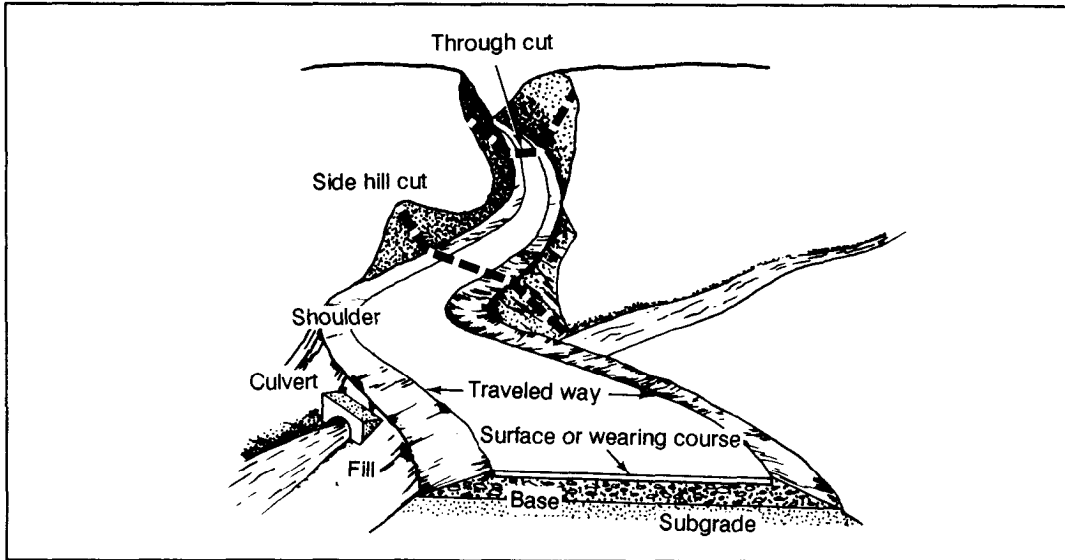 Through cut
Side hill cut
Shoulder
Culvert
Traveled way
Surface or wearing course
Fill
Base
Subgrade